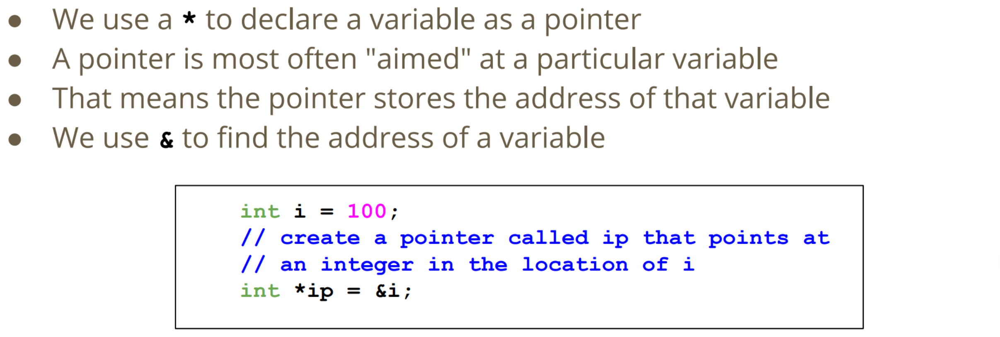 ● We use a * to declare a variable as a pointer
● A pointer is most often "aimed" at a particular variable
● That means the pointer stores the address of that variable
● We use & to find the address of a variable
int i = 100;
// create a pointer called ip that points at
// an integer in the location of i
int *ip = &i;